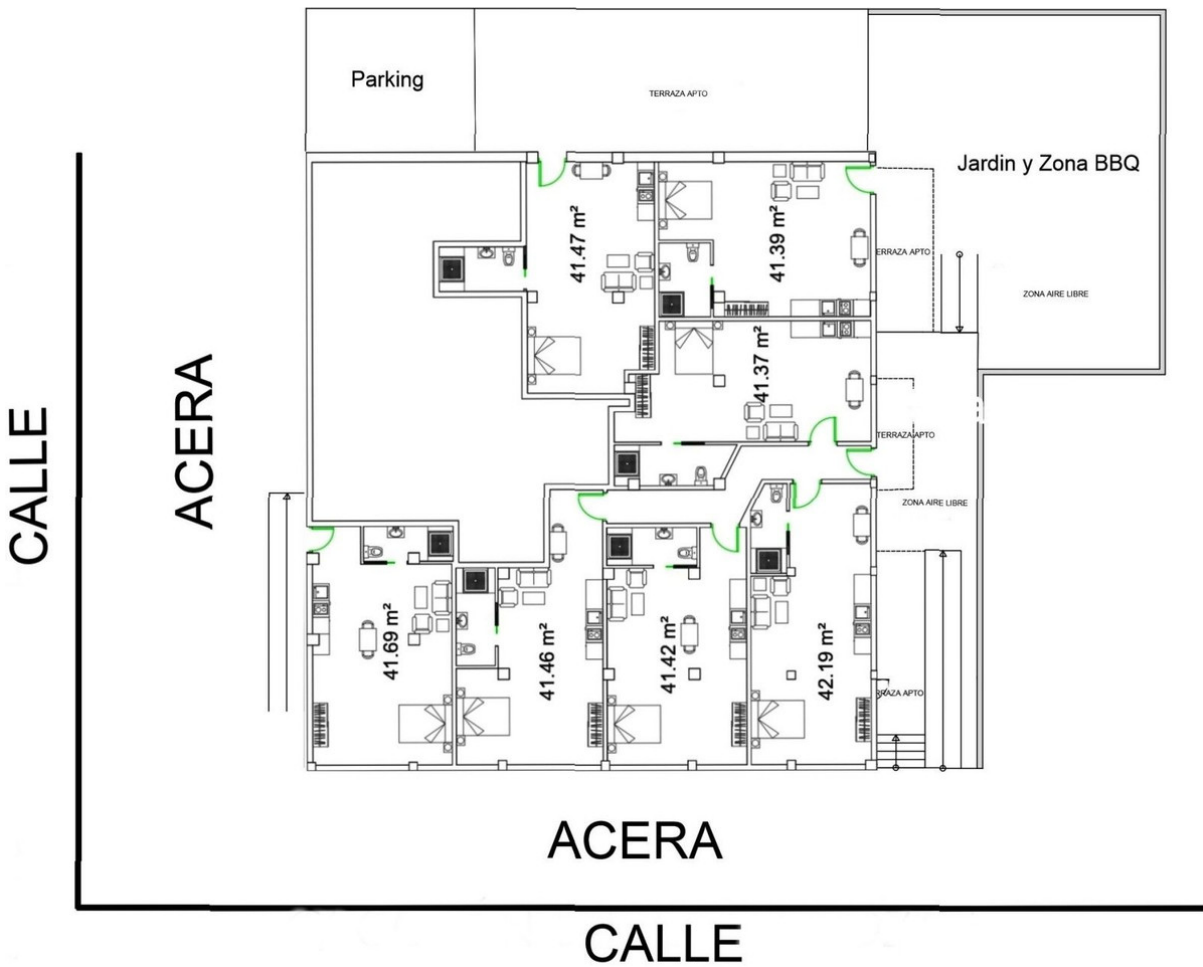 Parking
TERRAZA APTO
Jardin y Zona BBQ
41.47 m²
41.39 m²
ERRAZA APTO
ZONA AIRE LIBRE
41.37 m²
TERRAZA APTO
ZONA AIRE LIBRE
CALLE
ACERA
41.69 m²
41.46 m²
41.42 m²
42.19 m²
RRAZA APTO
ACERA
CALLE